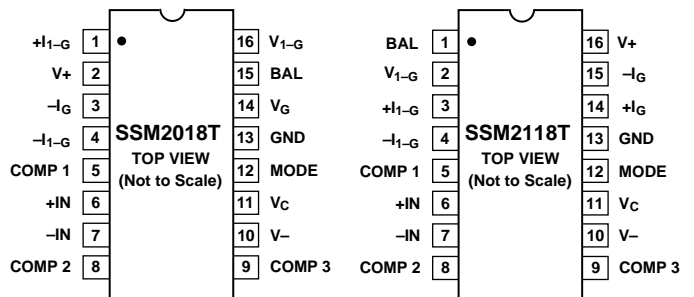 +I1–G 1 16 V1–G 
V+ 2 15 BAL
–IG 3 14 VG
–I1–G 4 SSM2018T 13 GND
COMP 1 5 TOP VIEW 12 MODE
(Not to Scale)
+IN 6 11 VC
–IN 7 10 V–
COMP 2 8 9 COMP 3
BAL 1 16 V+
V1–G 2 15 –IG
+I1–G 3 14 +IG
–I1–G 4 SSM2118T 13 GND
COMP 1 5 TOP VIEW 12 MODE
(Not to Scale)
+IN 6 11 VC
–IN 7 10 V–
COMP 2 8 9 COMP 3